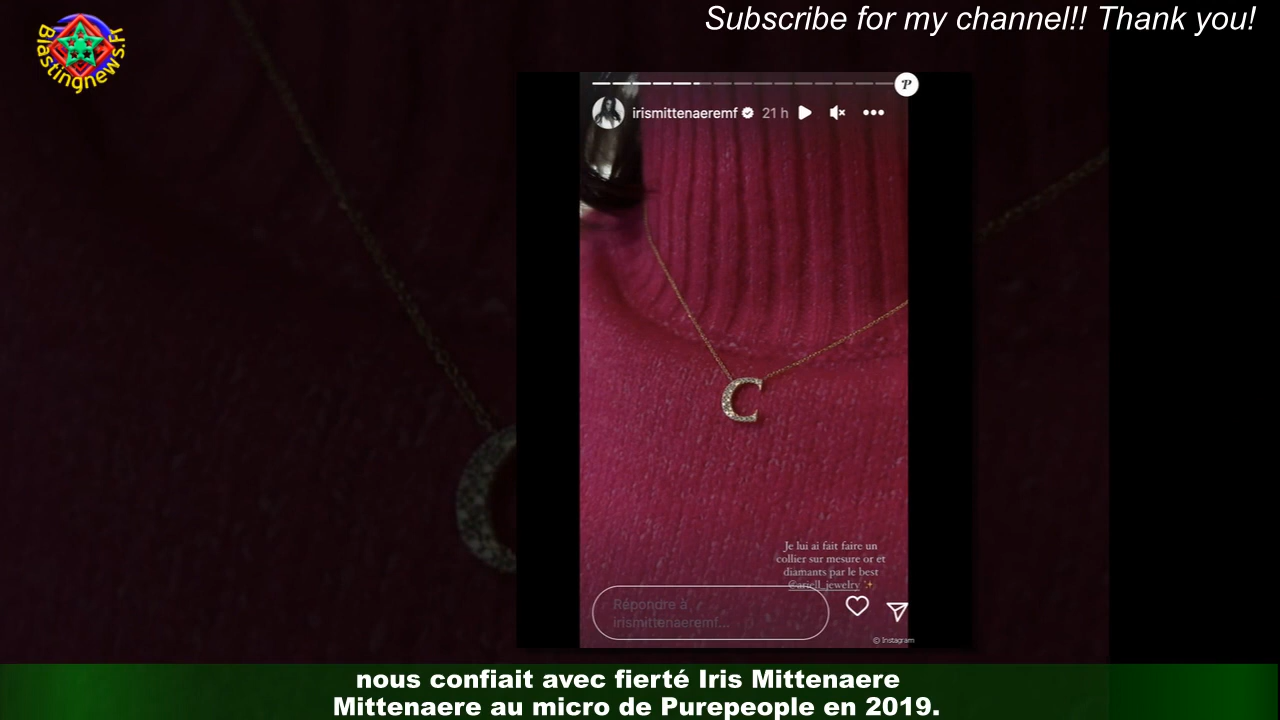 Subscribe for my channel!! Thank you!
Blastingnews.Fr
P
irismittenaeremf 21 h
C
Je lui ai fait faire un
collier sur mesure or et
diamants par le best
@ariell_jewelry
Répondre à
irismittenaeremf...
© Instagram
nous confiait avec fierté Iris Mittenaere
Mittenaere au micro de Purepeople en 2019.